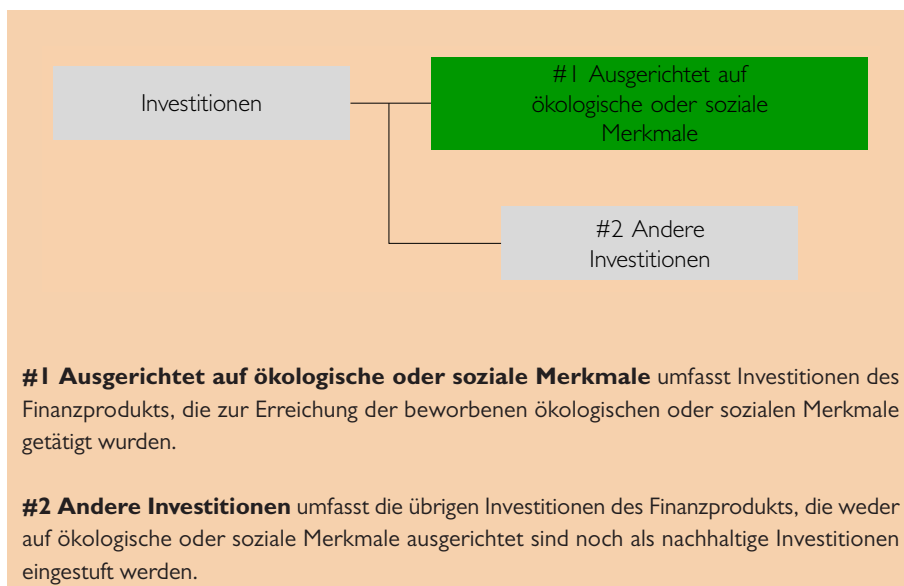 Investitionen
#1 Ausgerichtet auf
ökologische oder soziale
Merkmale
#2 Andere
Investitionen
#1 Ausgerichtet auf ökologische oder soziale Merkmale umfasst Investitionen des
Finanzprodukts, die zur Erreichung der beworbenen ökologischen oder sozialen Merkmale
getätigt wurden.
#2 Andere Investitionen umfasst die übrigen Investitionen des Finanzprodukts, die weder
auf ökologische oder soziale Merkmale ausgerichtet sind noch als nachhaltige Investitionen
eingestuft werden.